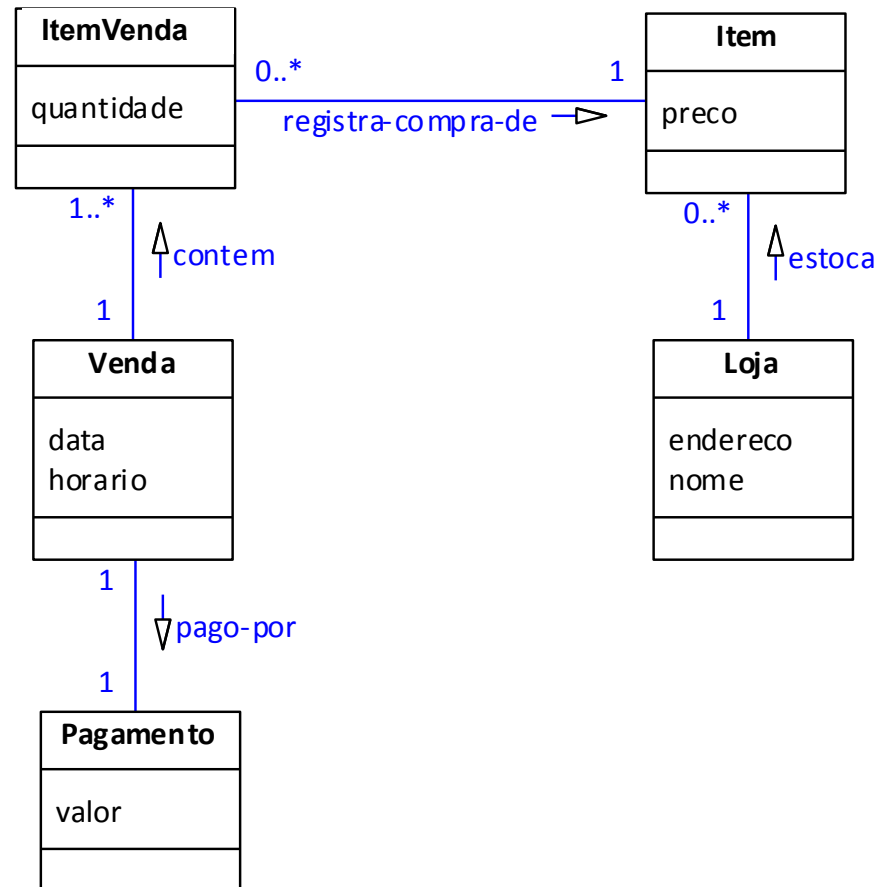 ItemVenda
quantidade
0..*
1
registra-compra-de
Item
preco
1..*
contem
1
0..*
estoca
1
Venda
data
horario
Loja
endereco
nome
1
pago-por
1
Pagamento
valor